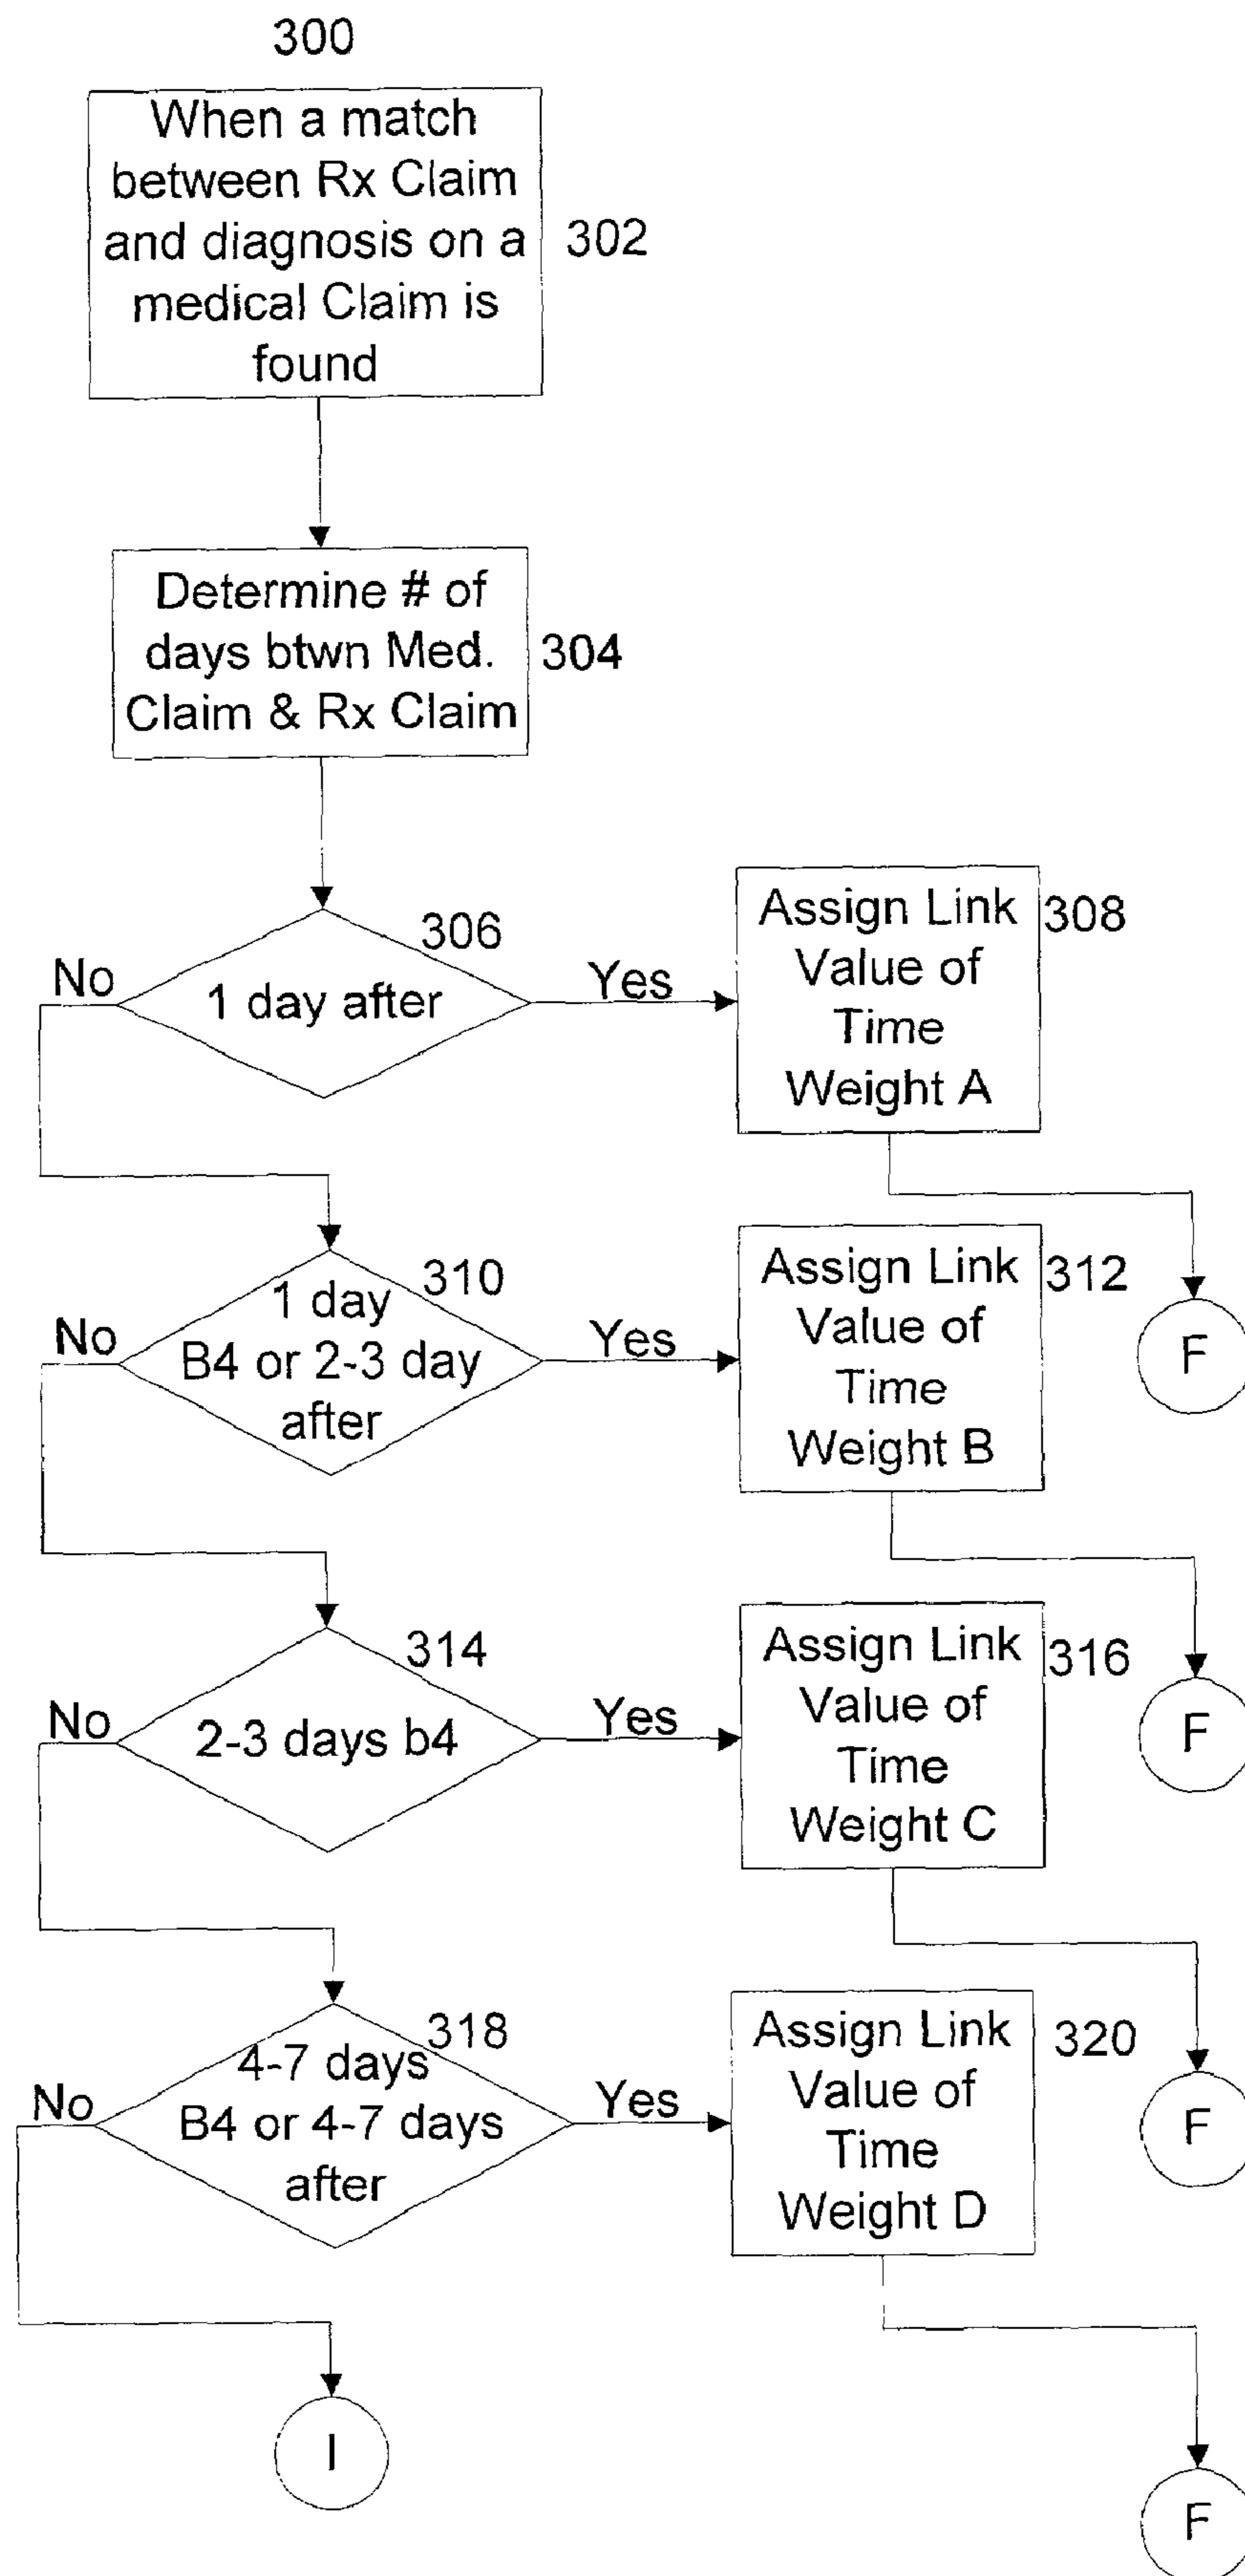 300
When a match
between Rx Claim
and diagnosis on a
medical Claim is
found
302
Determine # of
days btwn Med.
Claim & Rx Claim
304
306
No
1 day after
Yes
Assign Link
Value of
Time
Weight A
308
F
310
No
1 day
B4 or 2-3 day
after
Yes
Assign Link
Value of
Time
Weight B
312
F
314
No
2-3 days b4
Yes
Assign Link
Value of
Time
Weight C
316
F
318
No
4-7 days
B4 or 4-7 days
after
Yes
Assign Link
Value of
Time
Weight D
320
F
I